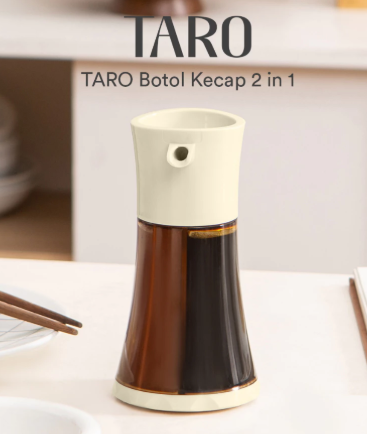 TARO
TARO Botol Kecap 2 in 1